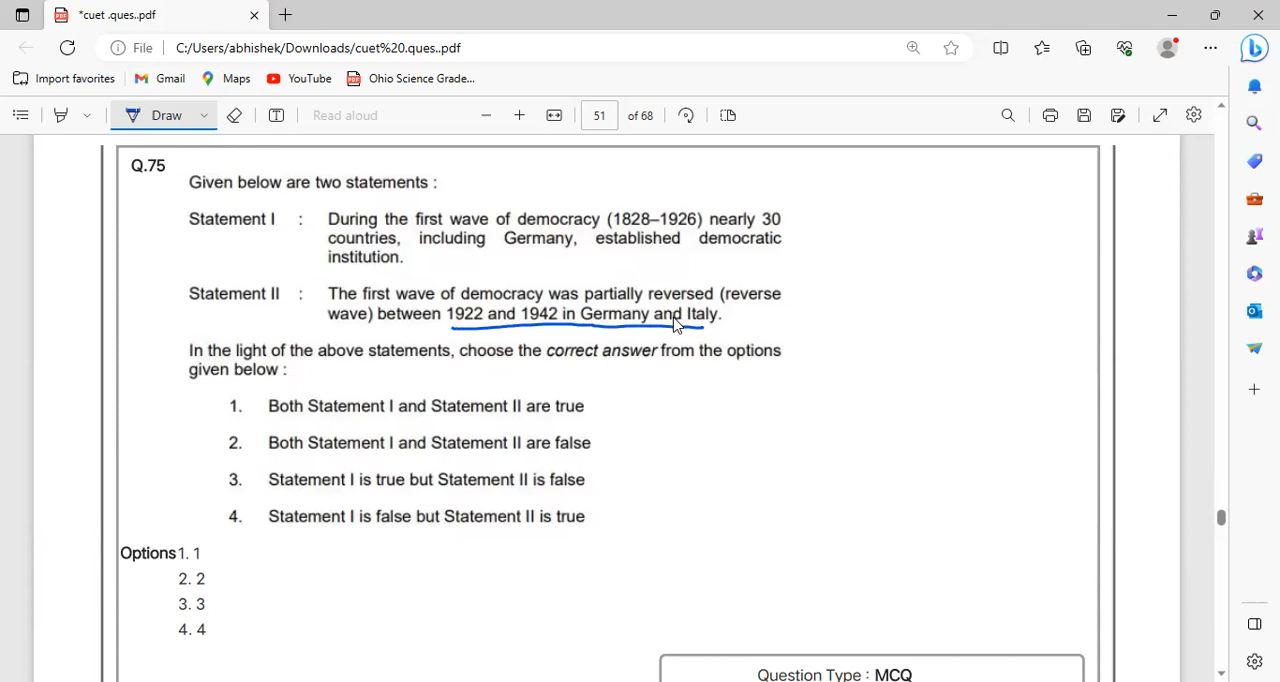 *cuet .ques..pdf
File C:/Users/abhishek/Downloads/cuet%20.ques..pdf
Import favorites Gmail Maps YouTube Ohio Science Grade...
Draw Read aloud 51 of 68
Q.75
Given below are two statements :
Statement I : During the first wave of democracy (1828–1926) nearly 30
countries, including Germany, established democratic
institution.
Statement II : The first wave of democracy was partially reversed (reverse
wave) between 1922 and 1942 in Germany and Italy.
In the light of the above statements, choose the correct answer from the options
given below :
1. Both Statement I and Statement II are true
2. Both Statement I and Statement II are false
3. Statement I is true but Statement II is false
4. Statement I is false but Statement II is true
Options 1. 1
2. 2
3. 3
4. 4
Question Type : MCQ